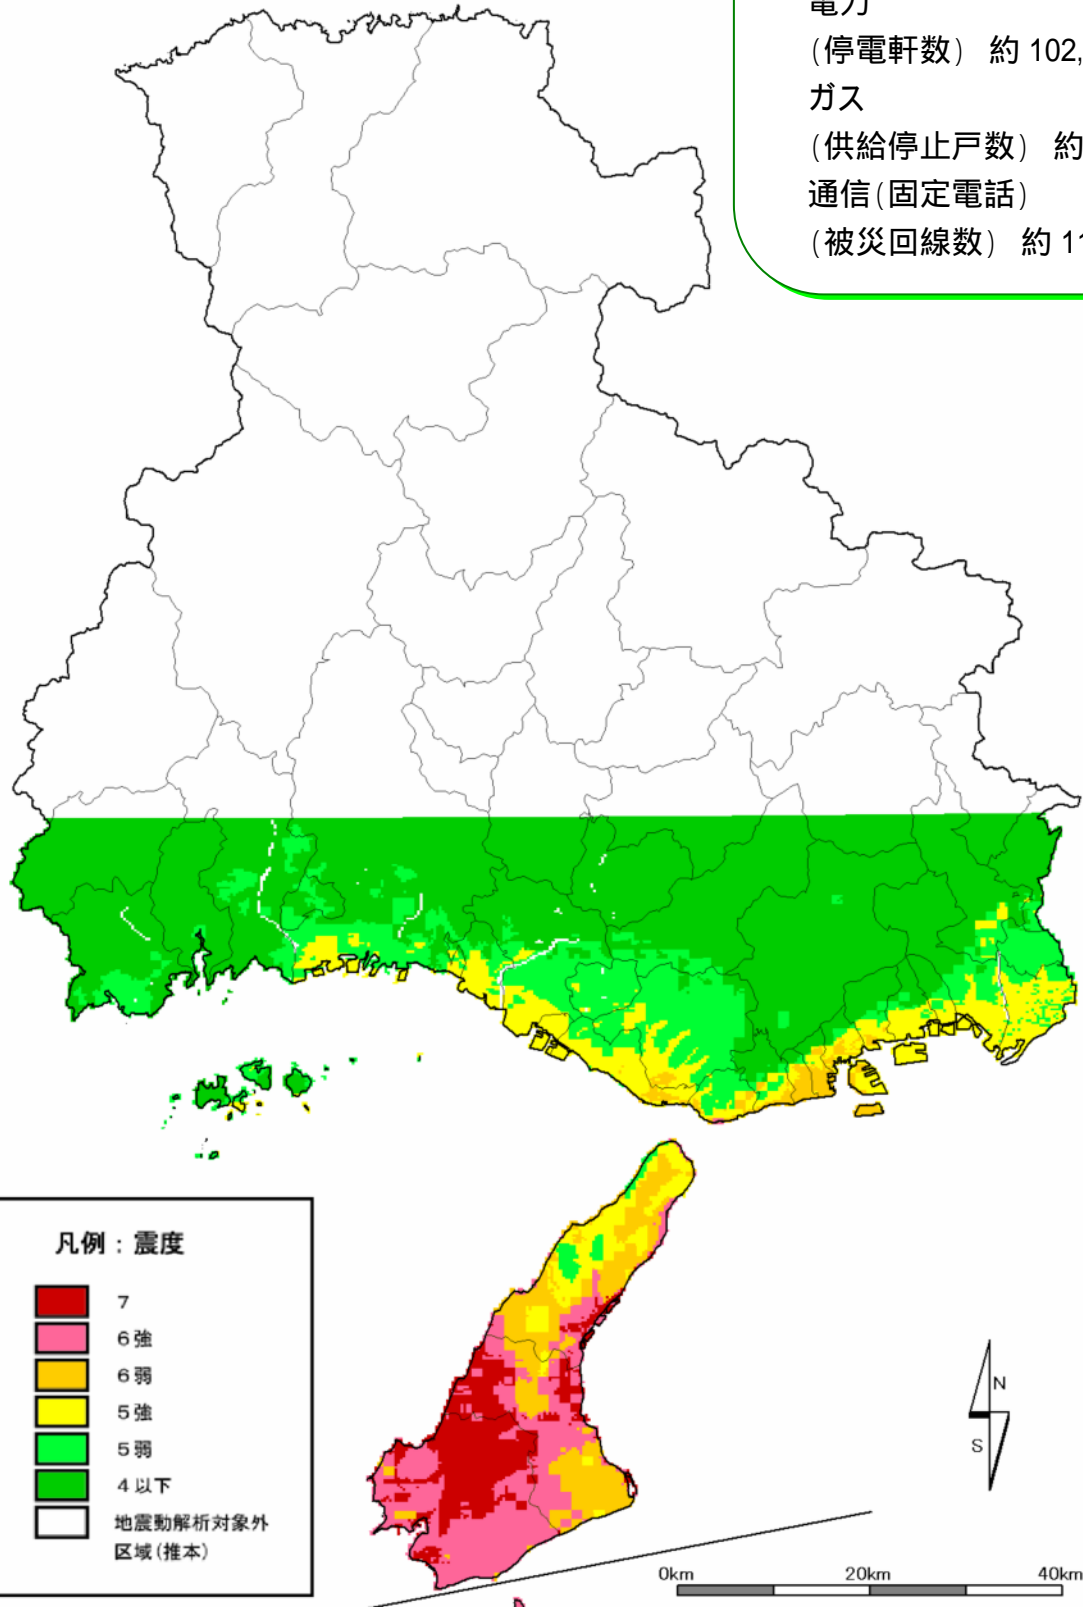 電力
(停電軒数) 約 102,
ガス
(供給停止戸数) 約
通信(固定電話)
(被災回線数) 約 11
凡例：震度
7
6強
6弱
5強
5弱
4以下
地震動解析対象外
区域(推本)
N
S
0km 20km 40km